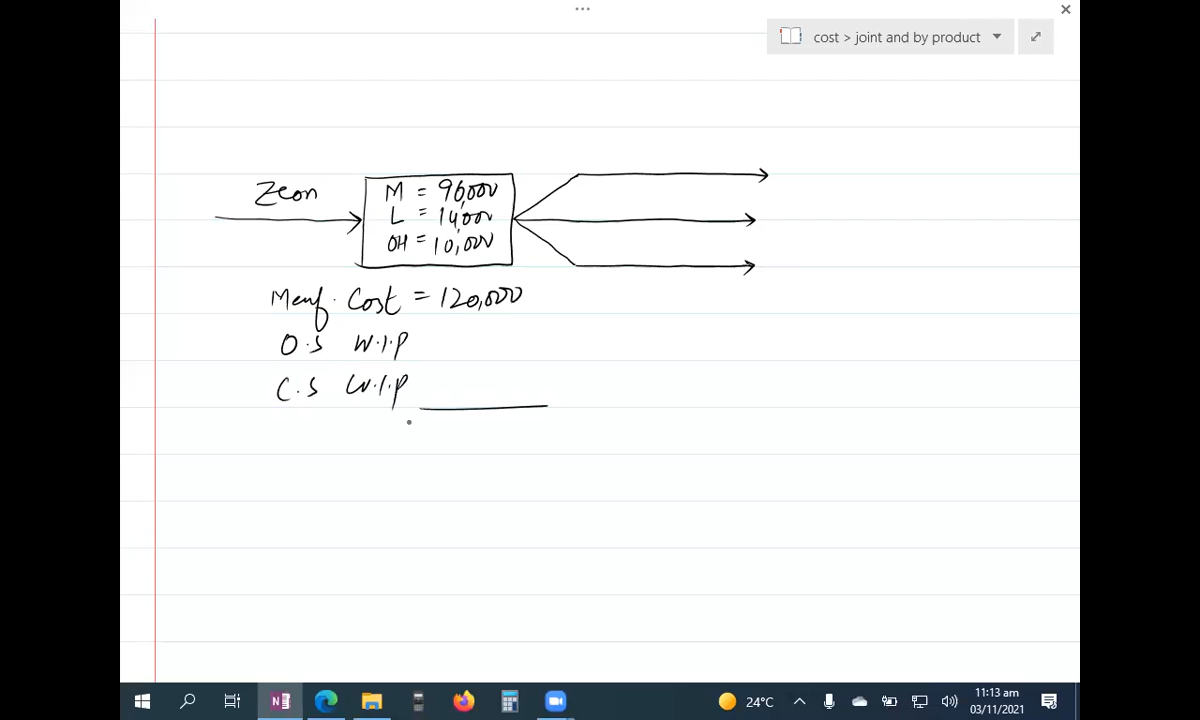 cost > joint and by product
Zeon
M = 96,000
L = 14,000
OH = 10,000
Manf. Cost = 120,000
O.S W.I.P
C.S W.I.P
24°C
11:13 am
03/11/2021